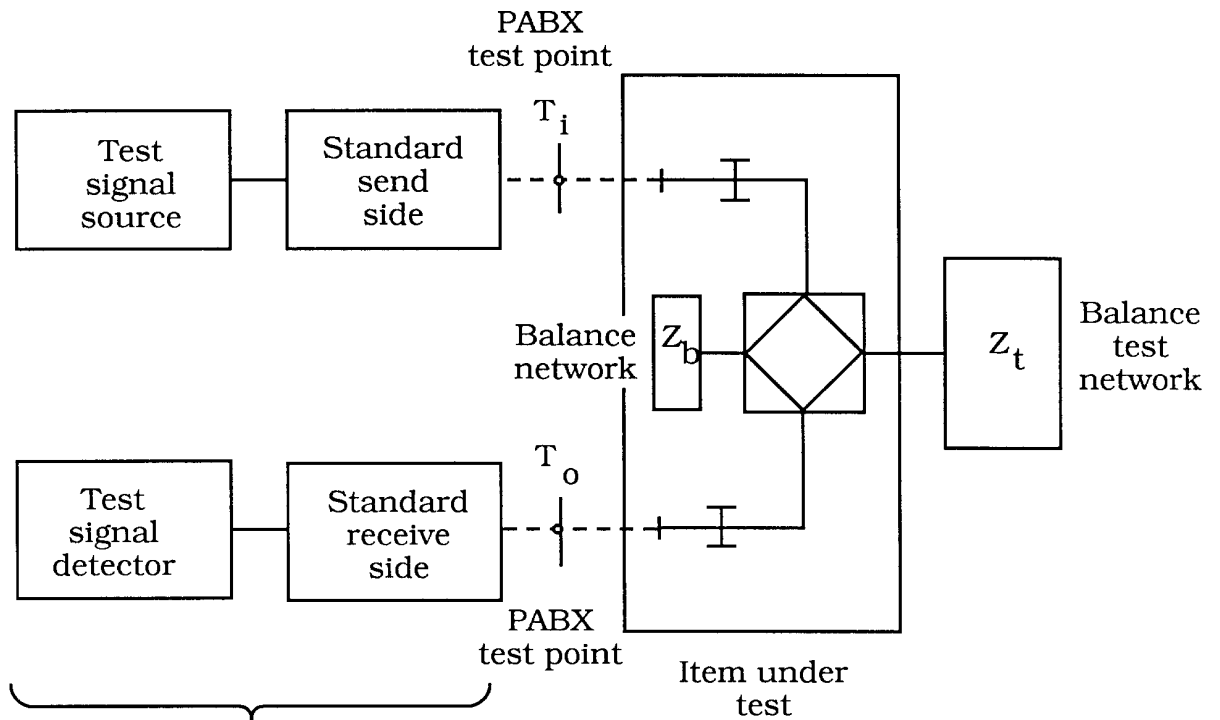 PABX
test point
T i
Test
signal
source
Standard
send
side
Balance
network
Z b
Z t
Balance
test
network
T o
Test
signal
detector
Standard
receive
side
PABX
test point
Item under
test